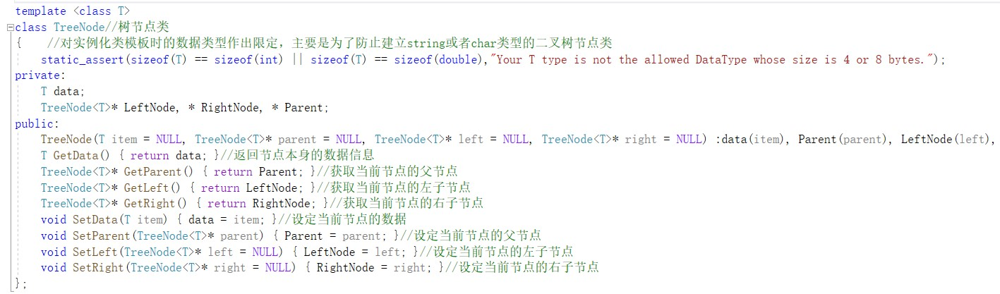 template <class T>
class TreeNode//树节点类
{    //对实例化类模板时的数据类型作出限定，主要是为了防止建立string或者char类型的二叉树节点类
    static_assert(sizeof(T) == sizeof(int) || sizeof(T) == sizeof(double),"Your T type is not the allowed DataType whose size is 4 or 8 bytes.");
private:
    T data;
    TreeNode<T>* LeftNode, * RightNode, * Parent;
public:
    TreeNode(T item = NULL, TreeNode<T>* parent = NULL, TreeNode<T>* left = NULL, TreeNode<T>* right = NULL) :data(item), Parent(parent), LeftNode(left),
    T GetData() { return data; }//返回节点本身的数据信息
    TreeNode<T>* GetParent() { return Parent; }//获取当前节点的父节点
    TreeNode<T>* GetLeft() { return LeftNode; }//获取当前节点的左子节点
    TreeNode<T>* GetRight() { return RightNode; }//获取当前节点的右子节点
    void SetData(T item) { data = item; }//设定当前节点的数据
    void SetParent(TreeNode<T>* parent) { Parent = parent; }//设定当前节点的父节点
    void SetLeft(TreeNode<T>* left = NULL) { LeftNode = left; }//设定当前节点的左子节点
    void SetRight(TreeNode<T>* right = NULL) { RightNode = right; }//设定当前节点的右子节点
};